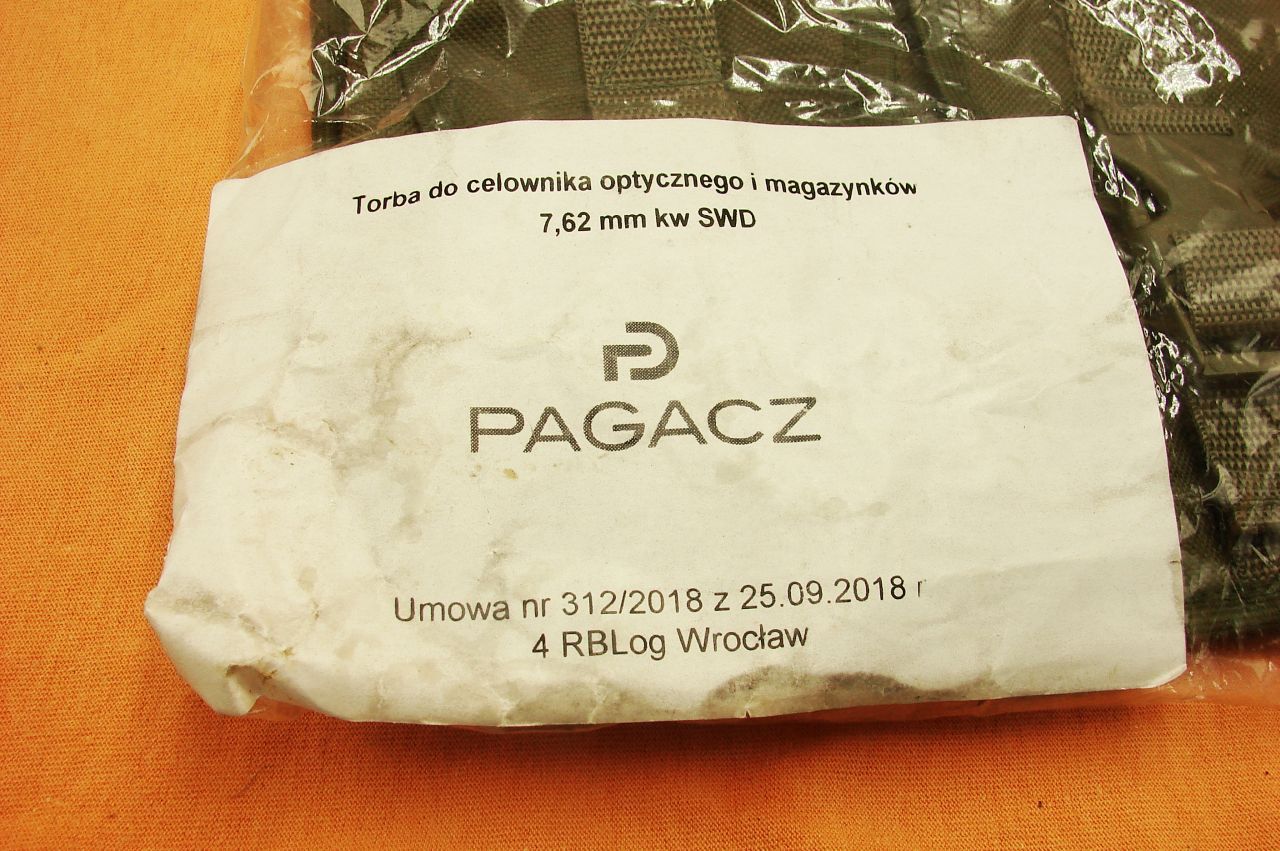 Torba do celownika optycznego i magazynków
7,62 mm kw SWD
PAGACZ
Umowa nr 312/2018 z 25.09.2018 r
4 RBLog Wrocław